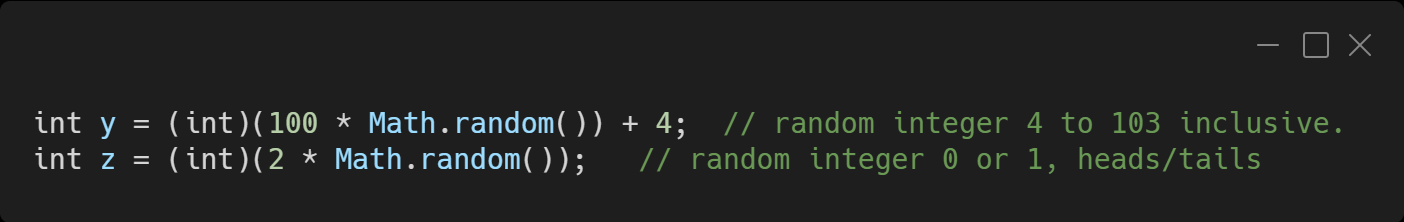 int y = (int)(100 * Math.random()) + 4;  // random integer 4 to 103 inclusive.
int z = (int)(2 * Math.random());   // random integer 0 or 1, heads/tails